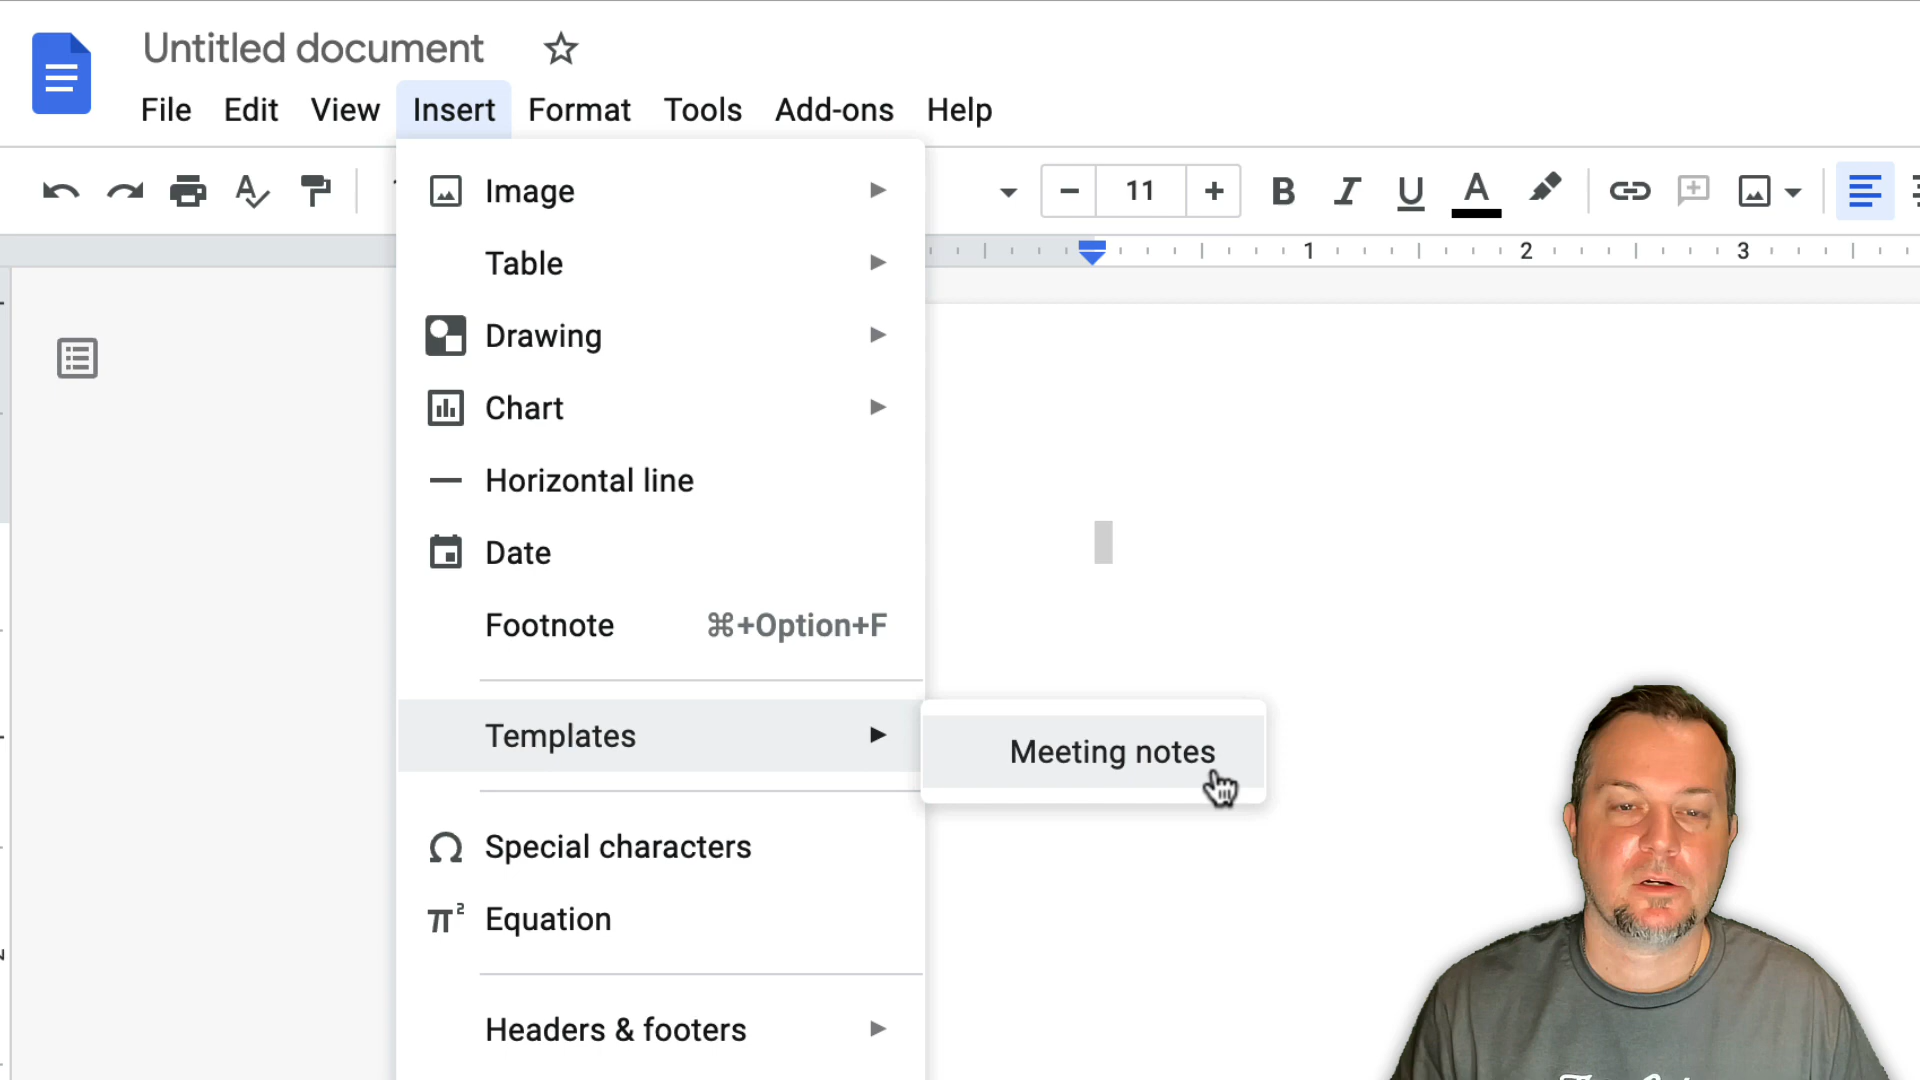 Untitled document
File Edit View Insert Format Tools Add-ons Help
11
1 2 3
Image
Table
Drawing
Chart
Horizontal line
Date
Footnote ⌘+Option+F
Templates
Meeting notes
Special characters
π² Equation
Headers & footers